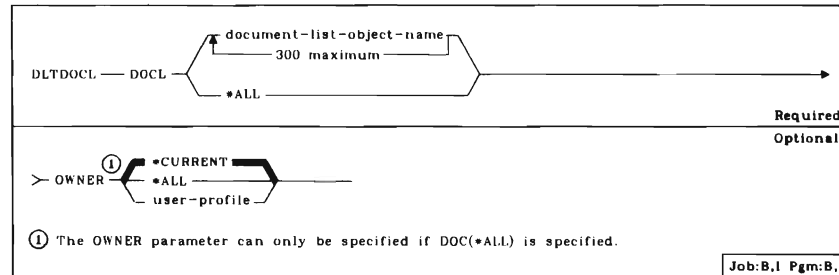 document-list-object-name
300 maximum
DLTDOCL DOCL
*ALL
Required
Optional
① *CURRENT
OWNER *ALL
user-profile
① The OWNER parameter can only be specified if DOC(*ALL) is specified.
Job:B,I Pgm:B,